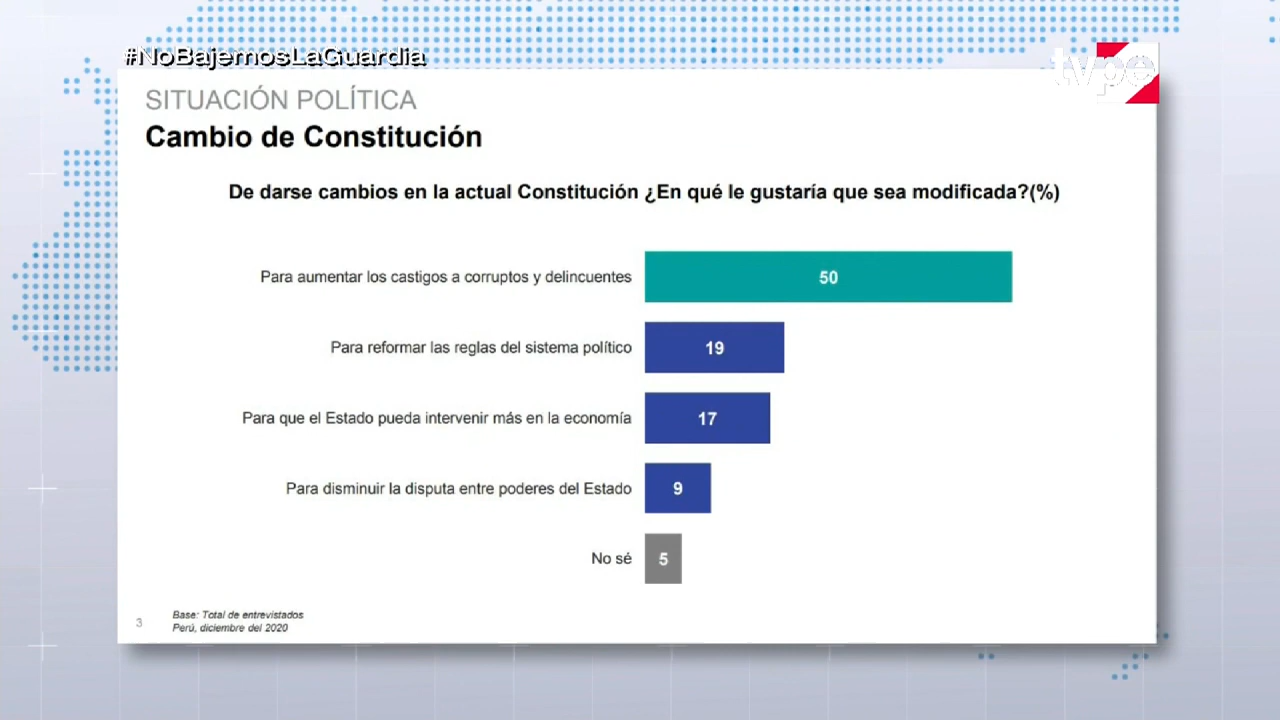 #NoBajemosLaGuardia
tvpe
SITUACIÓN POLÍTICA
Cambio de Constitución
De darse cambios en la actual Constitución ¿En qué le gustaría que sea modificada?(%)
Para aumentar los castigos a corruptos y delincuentes 50
Para reformar las reglas del sistema político 19
Para que el Estado pueda intervenir más en la economía 17
Para disminuir la disputa entre poderes del Estado 9
No sé 5
3 Base: Total de entrevistados
Perú, diciembre del 2020